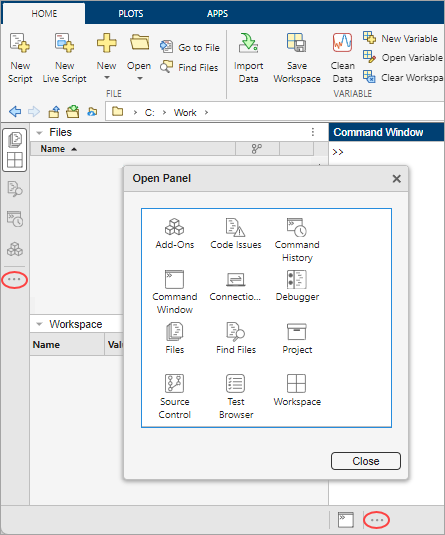 HOME PLOTS APPS
New Script
New Live Script
New
Open
Go to File
Find Files
Import Data
Save Workspace
Clean Data
New Variable
Open Variable
Clear Workspa
FILE
VARIABLE
C: Work
Files
Name
Command Window
>>
Open Panel
Add-Ons
Code Issues
Command History
Command Window
Connectio...
Debugger
Files
Find Files
Project
Source Control
Test Browser
Workspace
Close
Workspace
Name
Valu